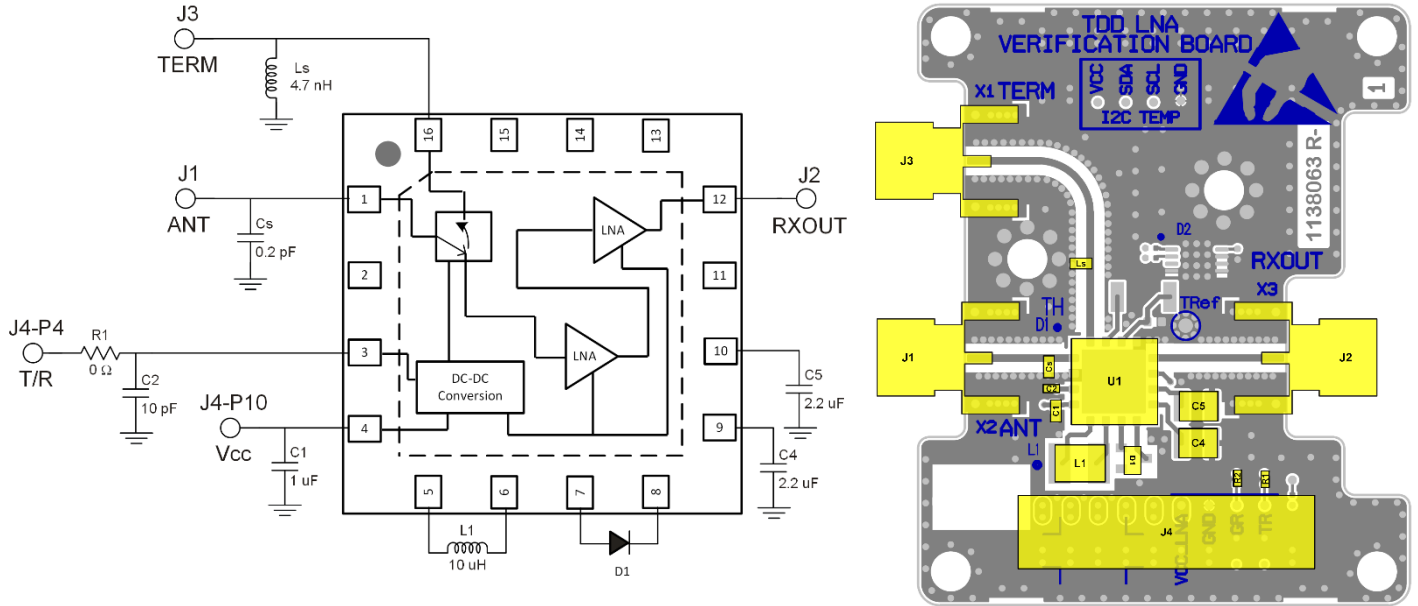 J3
TERM
Ls
4.7 nH
16
15
14
13
J1
ANT
Cs
0.2 pF
1
2
3
4
LNA
LNA
DC-DC
Conversion
12
11
10
9
J2
RXOUT
J4-P4
T/R
R1
0 Ω
C2
10 pF
J4-P10
Vcc
C1
1 uF
C5
2.2 uF
C4
2.2 uF
5
6
7
8
L1
10 uH
D1
TDD LNA
VERIFICATION BOARD
X1 TERM
VCC
SDA
SCL
GND
I2C TEMP
1
1138063 R-
J3
D2
Ls
RXOUT
X3
TH
D1
TRef
J1
J2
U1
Cs
C2
C1
C5
C4
X2 ANT
L1
L1
D1
R2
R1
J4
VCC_LNA
GND
GR
TR